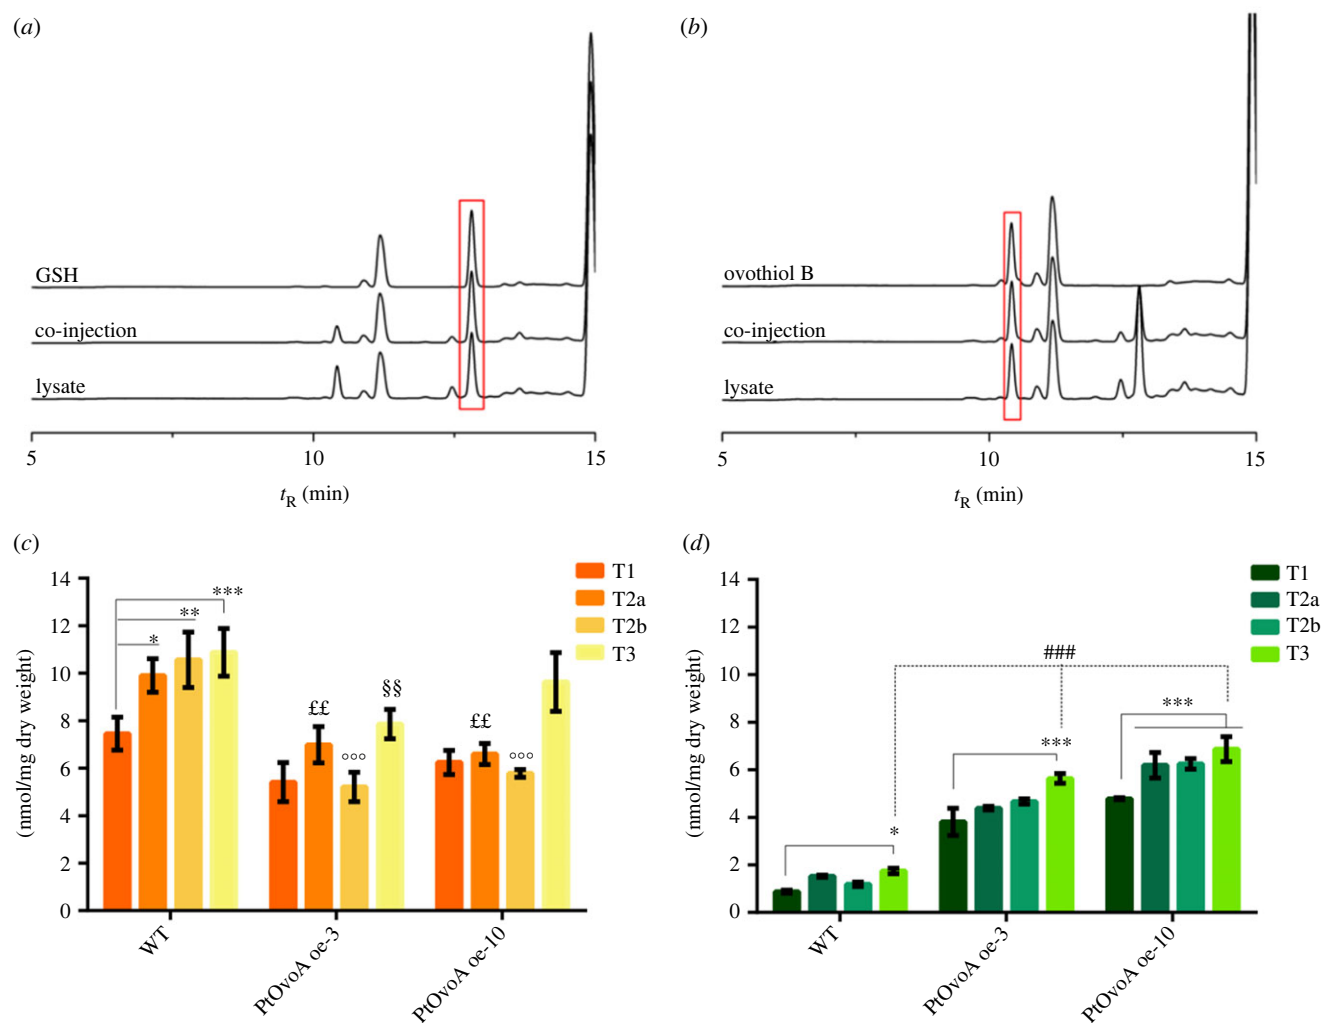 (a)
GSH
co-injection
lysate
5 10 15
tR (min)
(b)
ovothiol B
co-injection
lysate
5 10 15
tR (min)
(c)
(nmol/mg dry weight)
14
12
10
8
6
4
2
0
*
**
***
££
°°°
§§
££
°°°
T1
T2a
T2b
T3
WT
PtOvoA oe-3
PtOvoA oe-10
(d)
(nmol/mg dry weight)
14
12
10
8
6
4
2
0
###
*
***
***
T1
T2a
T2b
T3
WT
PtOvoA oe-3
PtOvoA oe-10